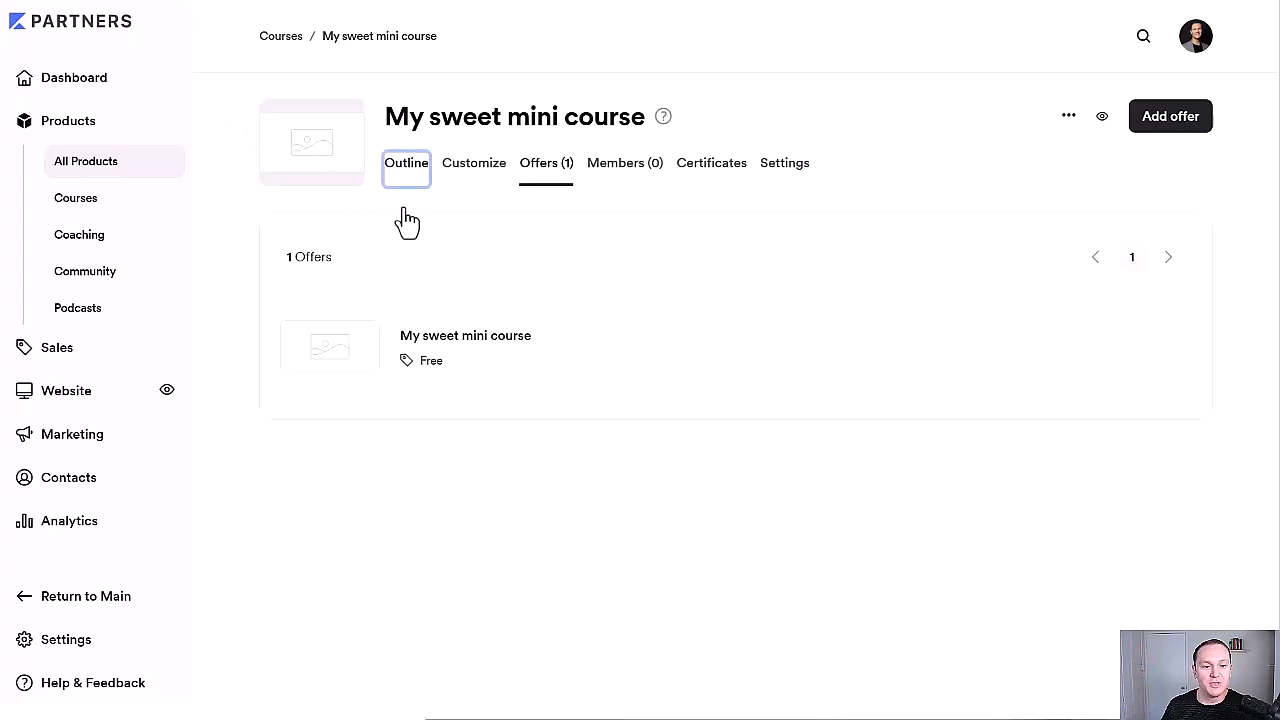 PARTNERS
Courses / My sweet mini course
Dashboard
Products
All Products
Courses
Coaching
Community
Podcasts
Sales
Website
Marketing
Contacts
Analytics
Return to Main
Settings
Help & Feedback
My sweet mini course ?
Add offer
Outline Customize Offers (1) Members (0) Certificates Settings
1 Offers
1
My sweet mini course
Free